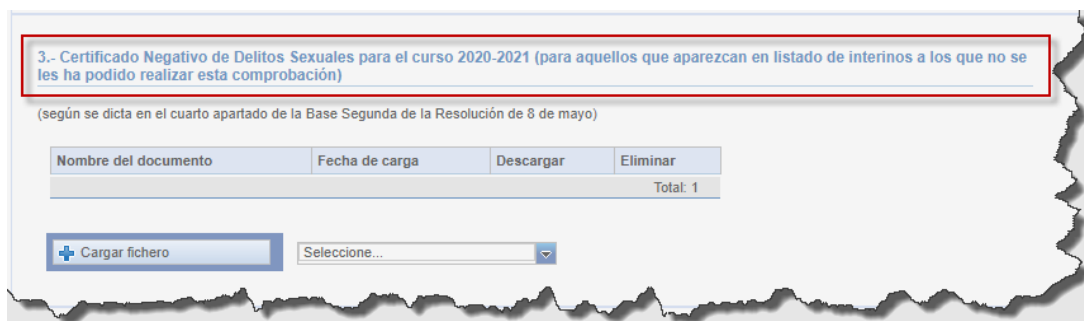 3.- Certificado Negativo de Delitos Sexuales para el curso 2020-2021 (para aquellos que aparezcan en listado de interinos a los que no se
les ha podido realizar esta comprobación)
(según se dicta en el cuarto apartado de la Base Segunda de la Resolución de 8 de mayo)
Nombre del documento Fecha de carga Descargar Eliminar
Total: 1
Cargar fichero Seleccione...